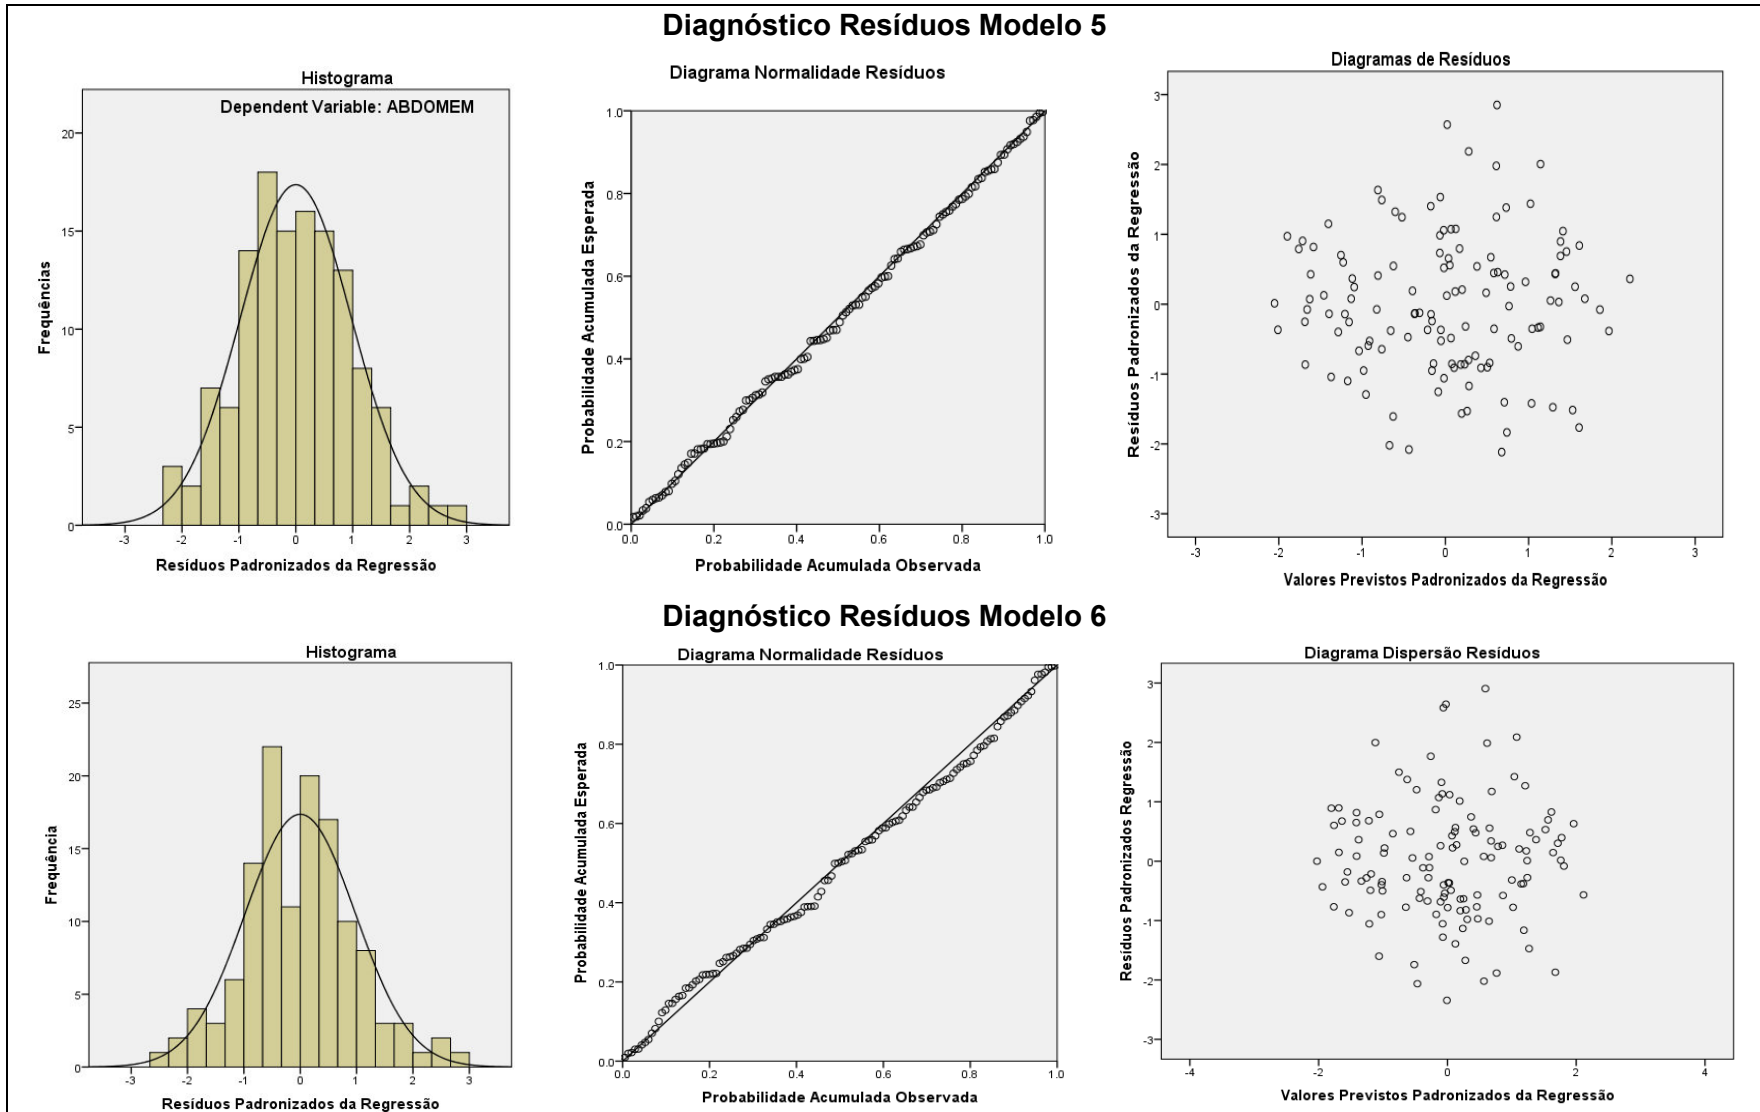 Diagnóstico Resíduos Modelo 5
Histograma
Dependent Variable: ABDOMEM
Frequências
20
15
10
5
0
-3 -2 -1 0 1 2 3
Resíduos Padronizados da Regressão
Diagrama Normalidade Resíduos
Probabilidade Acumulada Esperada
1.0
0.8
0.6
0.4
0.2
0.0
0.0 0.2 0.4 0.6 0.8 1.0
Probabilidade Acumulada Observada
Diagramas de Resíduos
Resíduos Padronizados da Regressão
3
2
1
0
-1
-2
-3
-3 -2 -1 0 1 2 3
Valores Previstos Padronizados da Regressão
Diagnóstico Resíduos Modelo 6
Histograma
Frequência
25
20
15
10
5
0
-3 -2 -1 0 1 2 3
Resíduos Padronizados da Regressão
Diagrama Normalidade Resíduos
Probabilidade Acumulada Esperada
1.0
0.8
0.6
0.4
0.2
0.0
0.0 0.2 0.4 0.6 0.8 1.0
Probabilidade Acumulada Observada
Diagrama Dispersão Resíduos
Resíduos Padronizados Regressão
3
2
1
0
-1
-2
-3
-4 -2 0 2 4
Valores Previstos Padronizados da Regressão